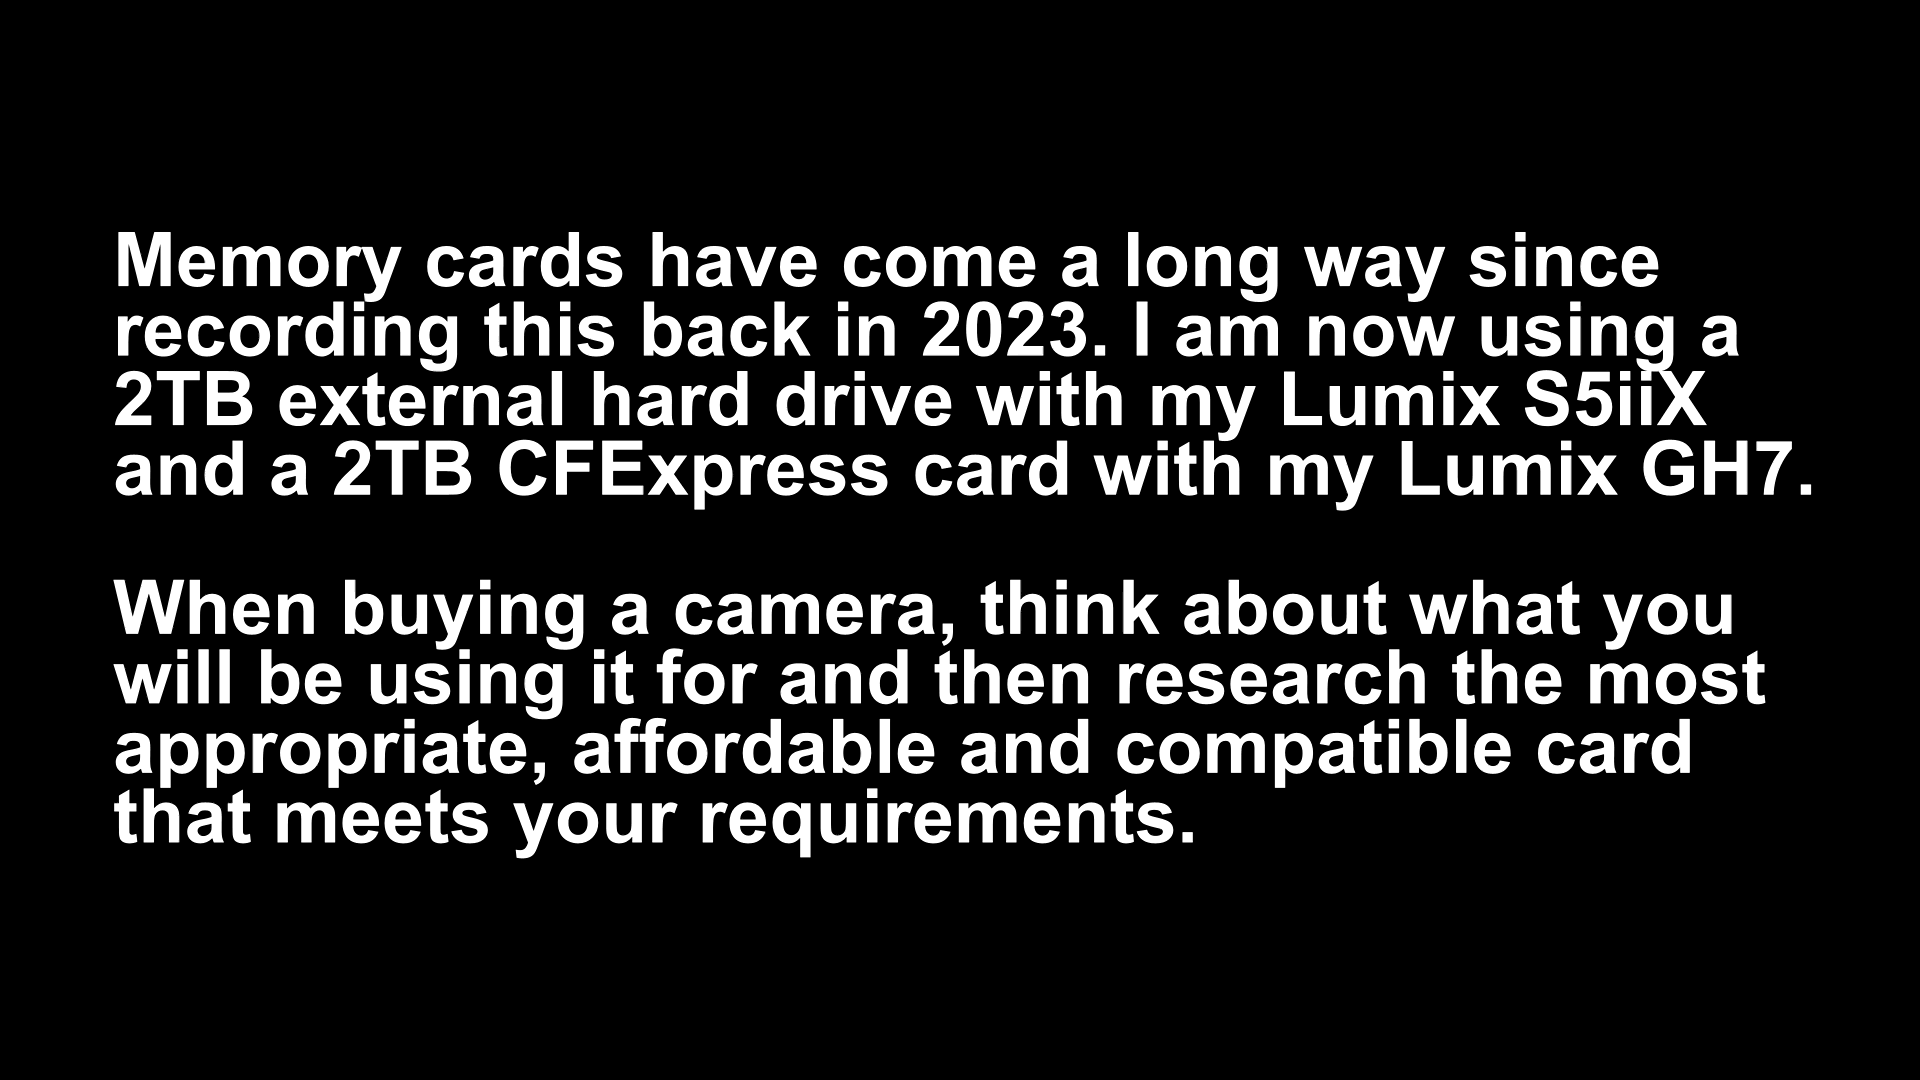 Memory cards have come a long way since
recording this back in 2023. I am now using a
2TB external hard drive with my Lumix S5iiX
and a 2TB CFExpress card with my Lumix GH7.
When buying a camera, think about what you
will be using it for and then research the most
appropriate, affordable and compatible card
that meets your requirements.